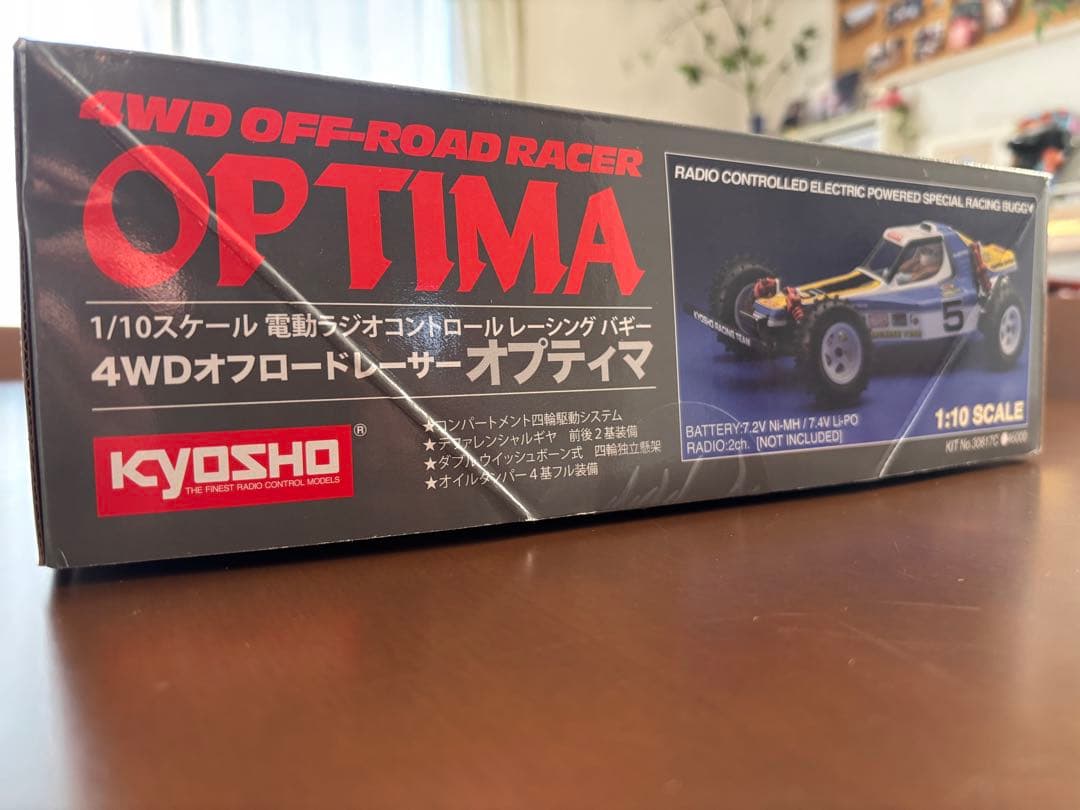 4WD OFF-ROAD RACER
OPTIMA
1/10スケール 電動ラジオコントロール レーシング バギー
4WDオフロードレーサー オプティマ
KYOSHO®
THE FINEST RADIO CONTROL MODELS
★コンパートメント四輪駆動システム
★デファレンシャルギヤ 前後2基装備
★ダブルウイッシュボーン式 四輪独立懸架
★オイルダンパー4基フル装備
RADIO CONTROLLED ELECTRIC POWERED SPECIAL RACING BUGGY
KYOSHO RACING TEAM
5
BATTERY:7.2V Ni-MH / 7.4V Li-PO
RADIO:2ch. [NOT INCLUDED]
1:10 SCALE
KIT No.30617C